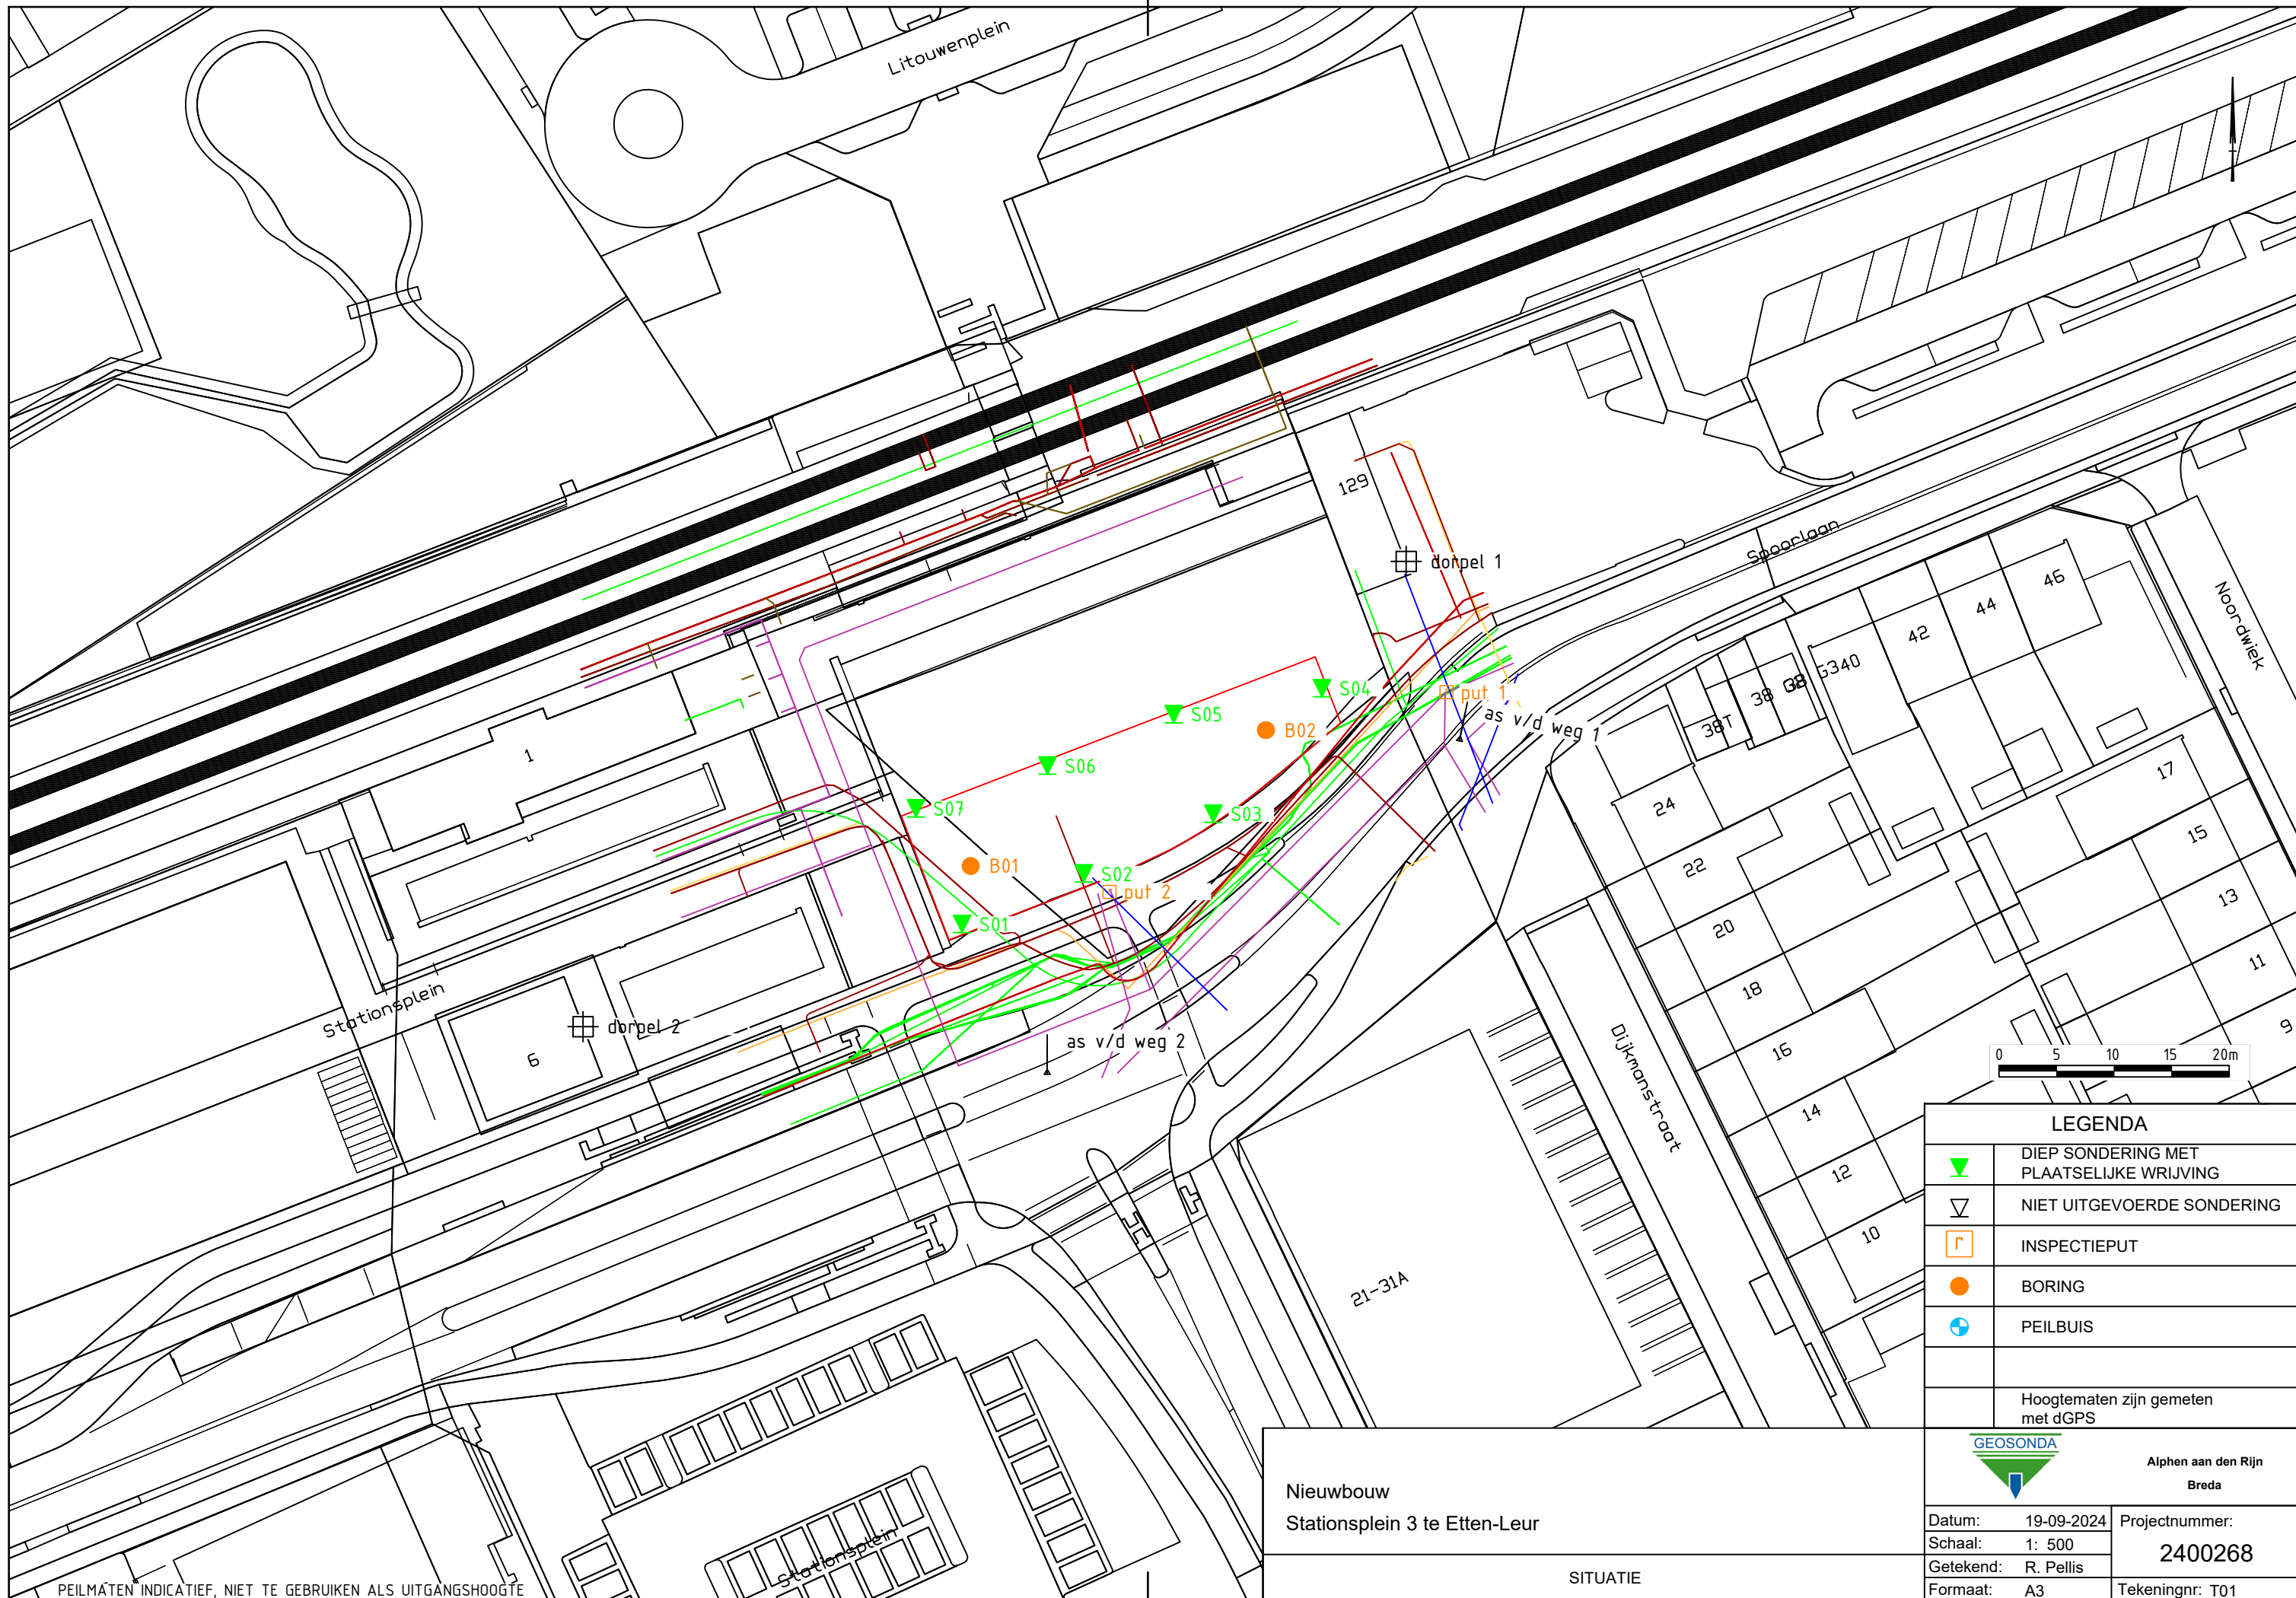 Litouwenplein
129
dorpel 1
Spoorlaan
Noordwiek
46
44
42
G340
38
38
38T
S04
put 1
as v/d weg 1
S05
B02
S06
S07
S03
1
24
17
22
15
20
13
18
11
16
9
14
12
10
B01
S02
put 2
S01
Stationsplein
dorpel 2
6
as v/d weg 2
Dijkmanstraat
21-31A
Stationsplein
0 5 10 15 20m
LEGENDA
DIEP SONDERING MET
PLAATSELIJKE WRIJVING
NIET UITGEVOERDE SONDERING
INSPECTIEPUT
BORING
PEILBUIS
Hoogtematen zijn gemeten
met dGPS
GEOSONDA
Alphen aan den Rijn
Breda
Nieuwbouw
Stationsplein 3 te Etten-Leur
SITUATIE
Datum: 19-09-2024
Schaal: 1: 500
Getekend: R. Pellis
Formaat: A3
Projectnummer:
2400268
Tekeningnr: T01
PEILMATEN INDICATIEF, NIET TE GEBRUIKEN ALS UITGANGSHOOGTE